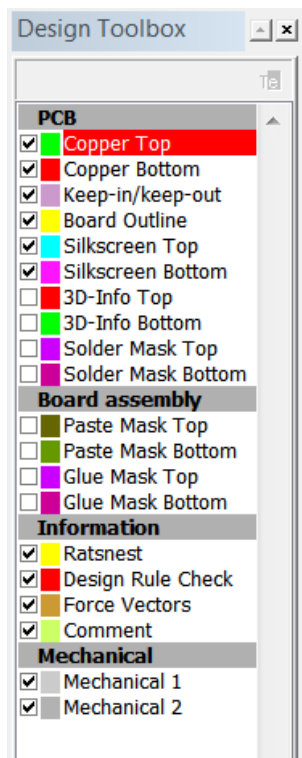 Design Toolbox
Te
PCB
Copper Top
Copper Bottom
Keep-in/keep-out
Board Outline
Silkscreen Top
Silkscreen Bottom
3D-Info Top
3D-Info Bottom
Solder Mask Top
Solder Mask Bottom
Board assembly
Paste Mask Top
Paste Mask Bottom
Glue Mask Top
Glue Mask Bottom
Information
Ratsnest
Design Rule Check
Force Vectors
Comment
Mechanical
Mechanical 1
Mechanical 2